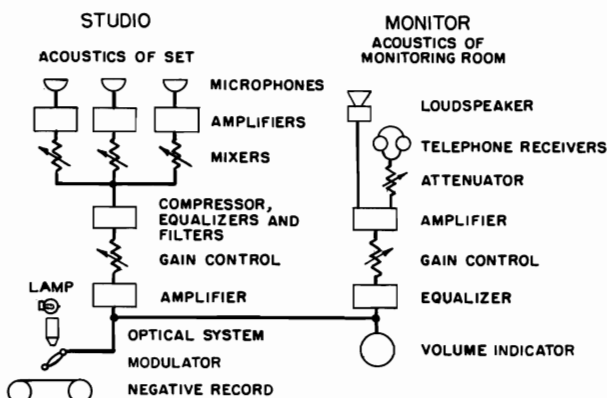 STUDIO
ACOUSTICS OF SET
MICROPHONES
AMPLIFIERS
MIXERS
COMPRESSOR,
EQUALIZERS AND
FILTERS
GAIN CONTROL
LAMP
AMPLIFIER
OPTICAL SYSTEM
MODULATOR
NEGATIVE RECORD
MONITOR
ACOUSTICS OF
MONITORING ROOM
LOUDSPEAKER
TELEPHONE RECEIVERS
ATTENUATOR
AMPLIFIER
GAIN CONTROL
EQUALIZER
VOLUME INDICATOR